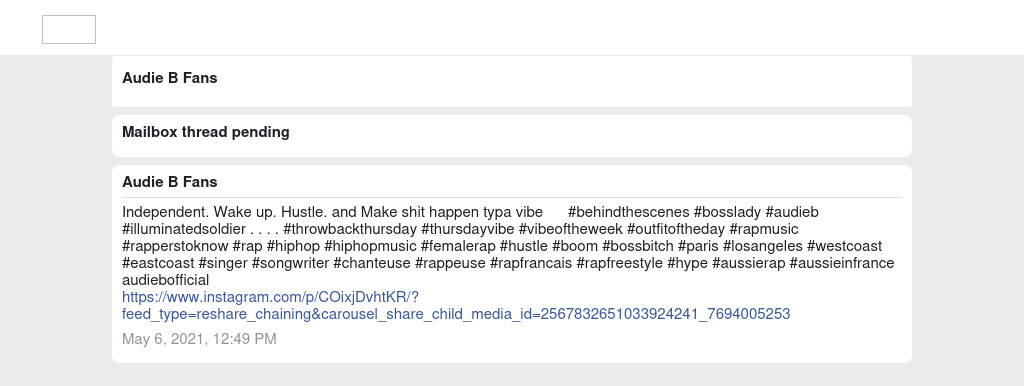 Audie B Fans
Mailbox thread pending
Audie B Fans
Independent. Wake up. Hustle. and Make shit happen typa vibe #behindthescenes #bosslady #audieb
#illuminatedsoldier . . . . #throwbackthursday #thursdayvibe #vibeoftheweek #outfitoftheday #rapmusic
#rapperstoknow #rap #hiphop #hiphopmusic #femalerap #hustle #boom #bossbitch #paris #losangeles #westcoast
#eastcoast #singer #songwriter #chanteuse #rappeuse #rapfrancais #rapfreestyle #hype #aussierap #aussieinfrance
audiebofficial
https://www.instagram.com/p/COixjDvhtKR/?
feed_type=reshare_chaining&carousel_share_child_media_id=2567832651033924241_7694005253
May 6, 2021, 12:49 PM